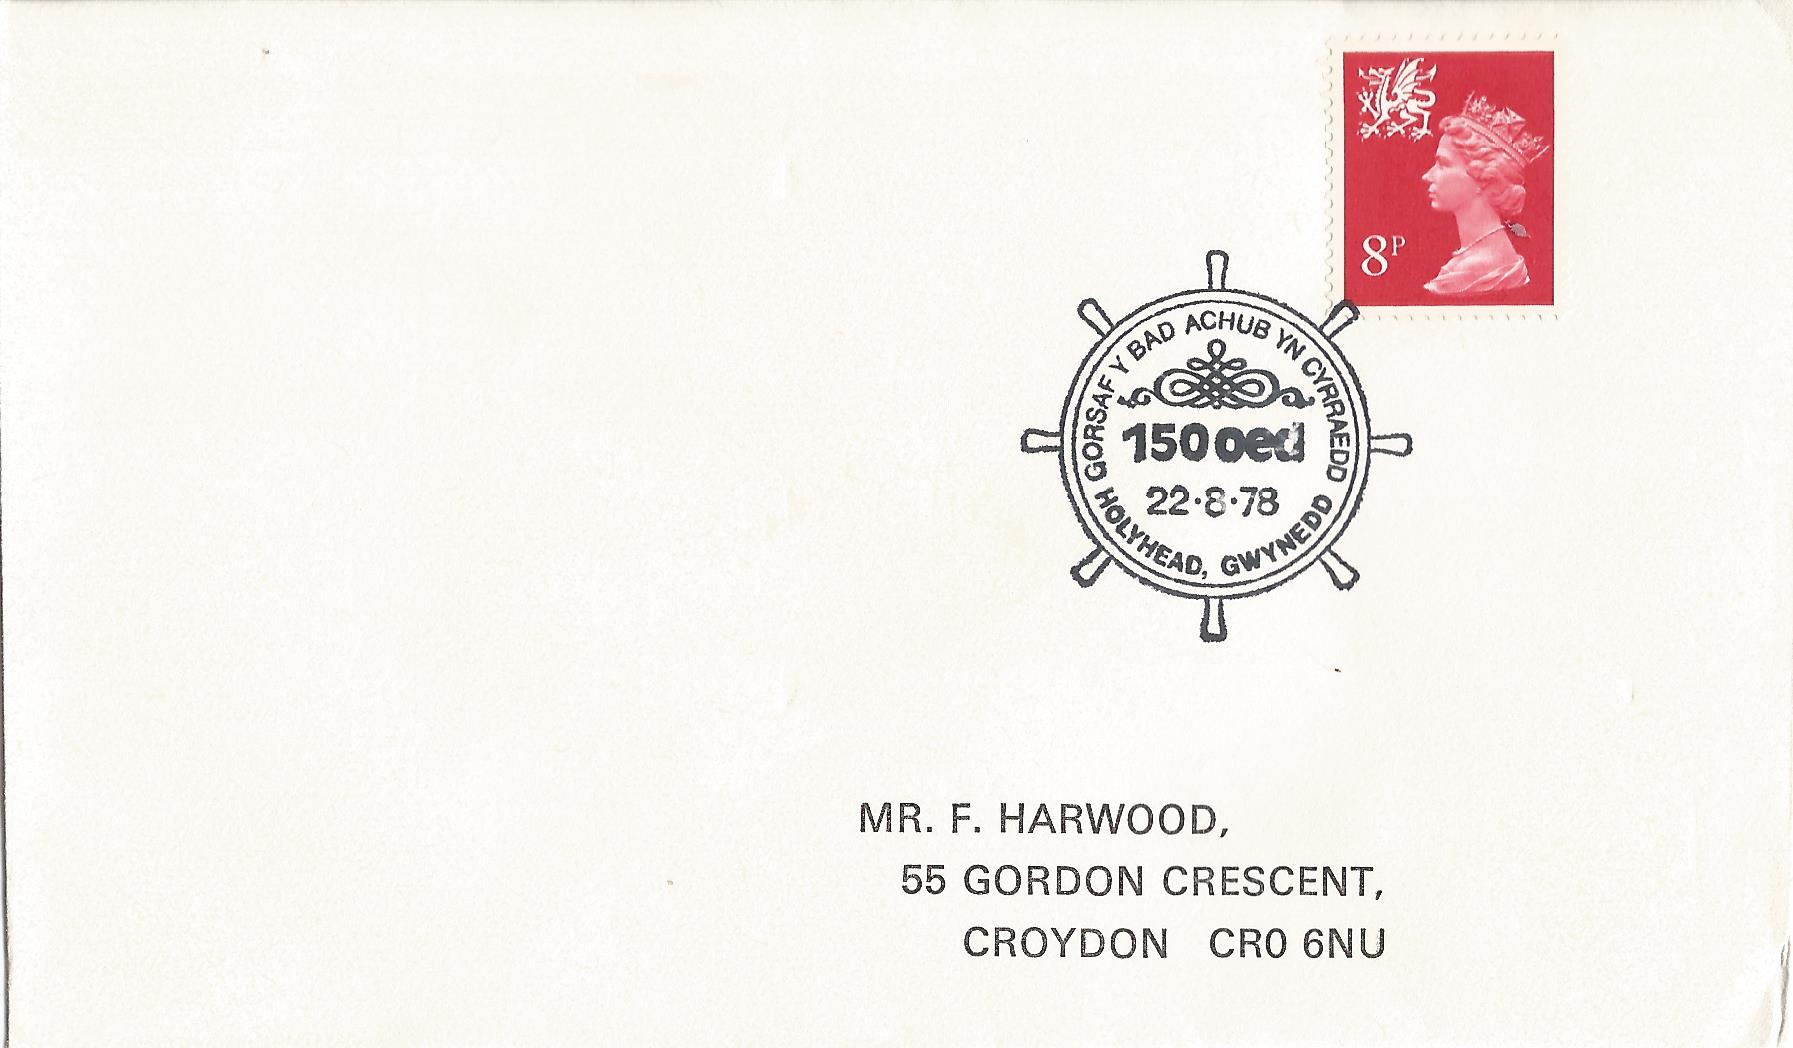 8P
GORSAF Y BAD ACHUB YN CYRRAEDD
150 oed
22·8·78
HOLYHEAD, GWYNEDD
MR. F. HARWOOD,
55 GORDON CRESCENT,
CROYDON CR0 6NU